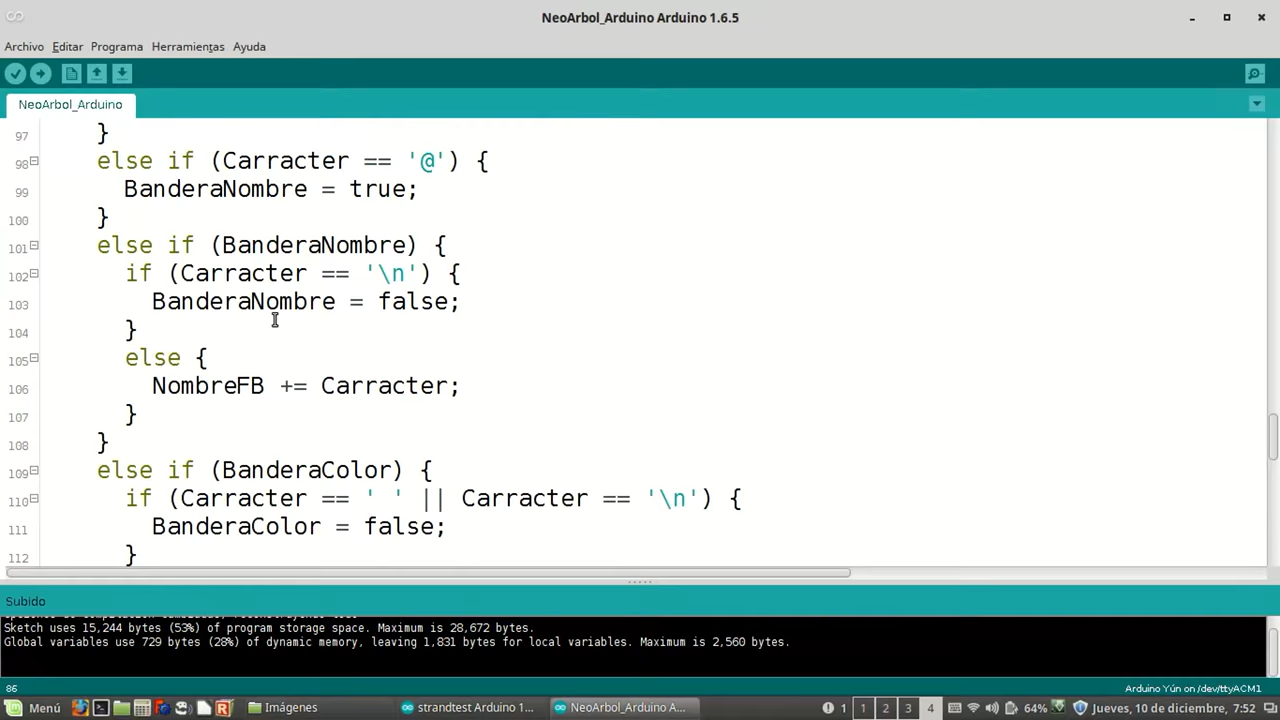 NeoArbol_Arduino Arduino 1.6.5
Archivo Editar Programa Herramientas Ayuda
NeoArbol_Arduino
97 }
98 else if (Carracter == '@') {
99 BanderaNombre = true;
100 }
101 else if (BanderaNombre) {
102 if (Carracter == '\n') {
103 BanderaNombre = false;
104 }
105 else {
106 NombreFB += Carracter;
107 }
108 }
109 else if (BanderaColor) {
110 if (Carracter == ' ' || Carracter == '\n') {
111 BanderaColor = false;
112 }
Subido
Sketch uses 15,244 bytes (53%) of program storage space. Maximum is 28,672 bytes.
Global variables use 729 bytes (28%) of dynamic memory, leaving 1,831 bytes for local variables. Maximum is 2,560 bytes.
86 Arduino Yún on /dev/ttyACM1
Menú Imágenes strandtest Arduino 1... NeoArbol_Arduino A... 1 1 2 3 4 64% Jueves, 10 de diciembre, 7:52